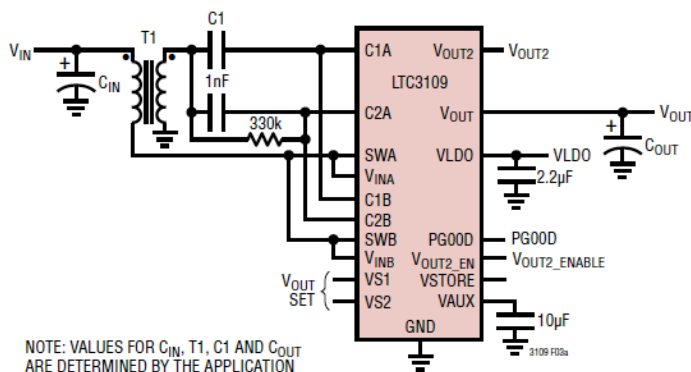 T1
C1
VIN
+
CIN
1nF
330k
C1A
VOUT2
VOUT2
LTC3109
C2A
VOUT
VOUT
+
COUT
SWA
VLDO
VLDO
2.2µF
VINA
C1B
C2B
SWB
PG00D
PG00D
VINB
VOUT2_EN
VOUT2_ENABLE
VOUT
SET
{
VS1
VSTORE
VS2
VAUX
10µF
GND
3109 F03a
NOTE: VALUES FOR CIN, T1, C1 AND COUT
ARE DETERMINED BY THE APPLICATION